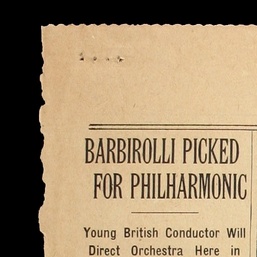 BARBIROLLI PICKED
FOR PHILHARMONIC
Young British Conductor Will
Direct Orchestra Here in